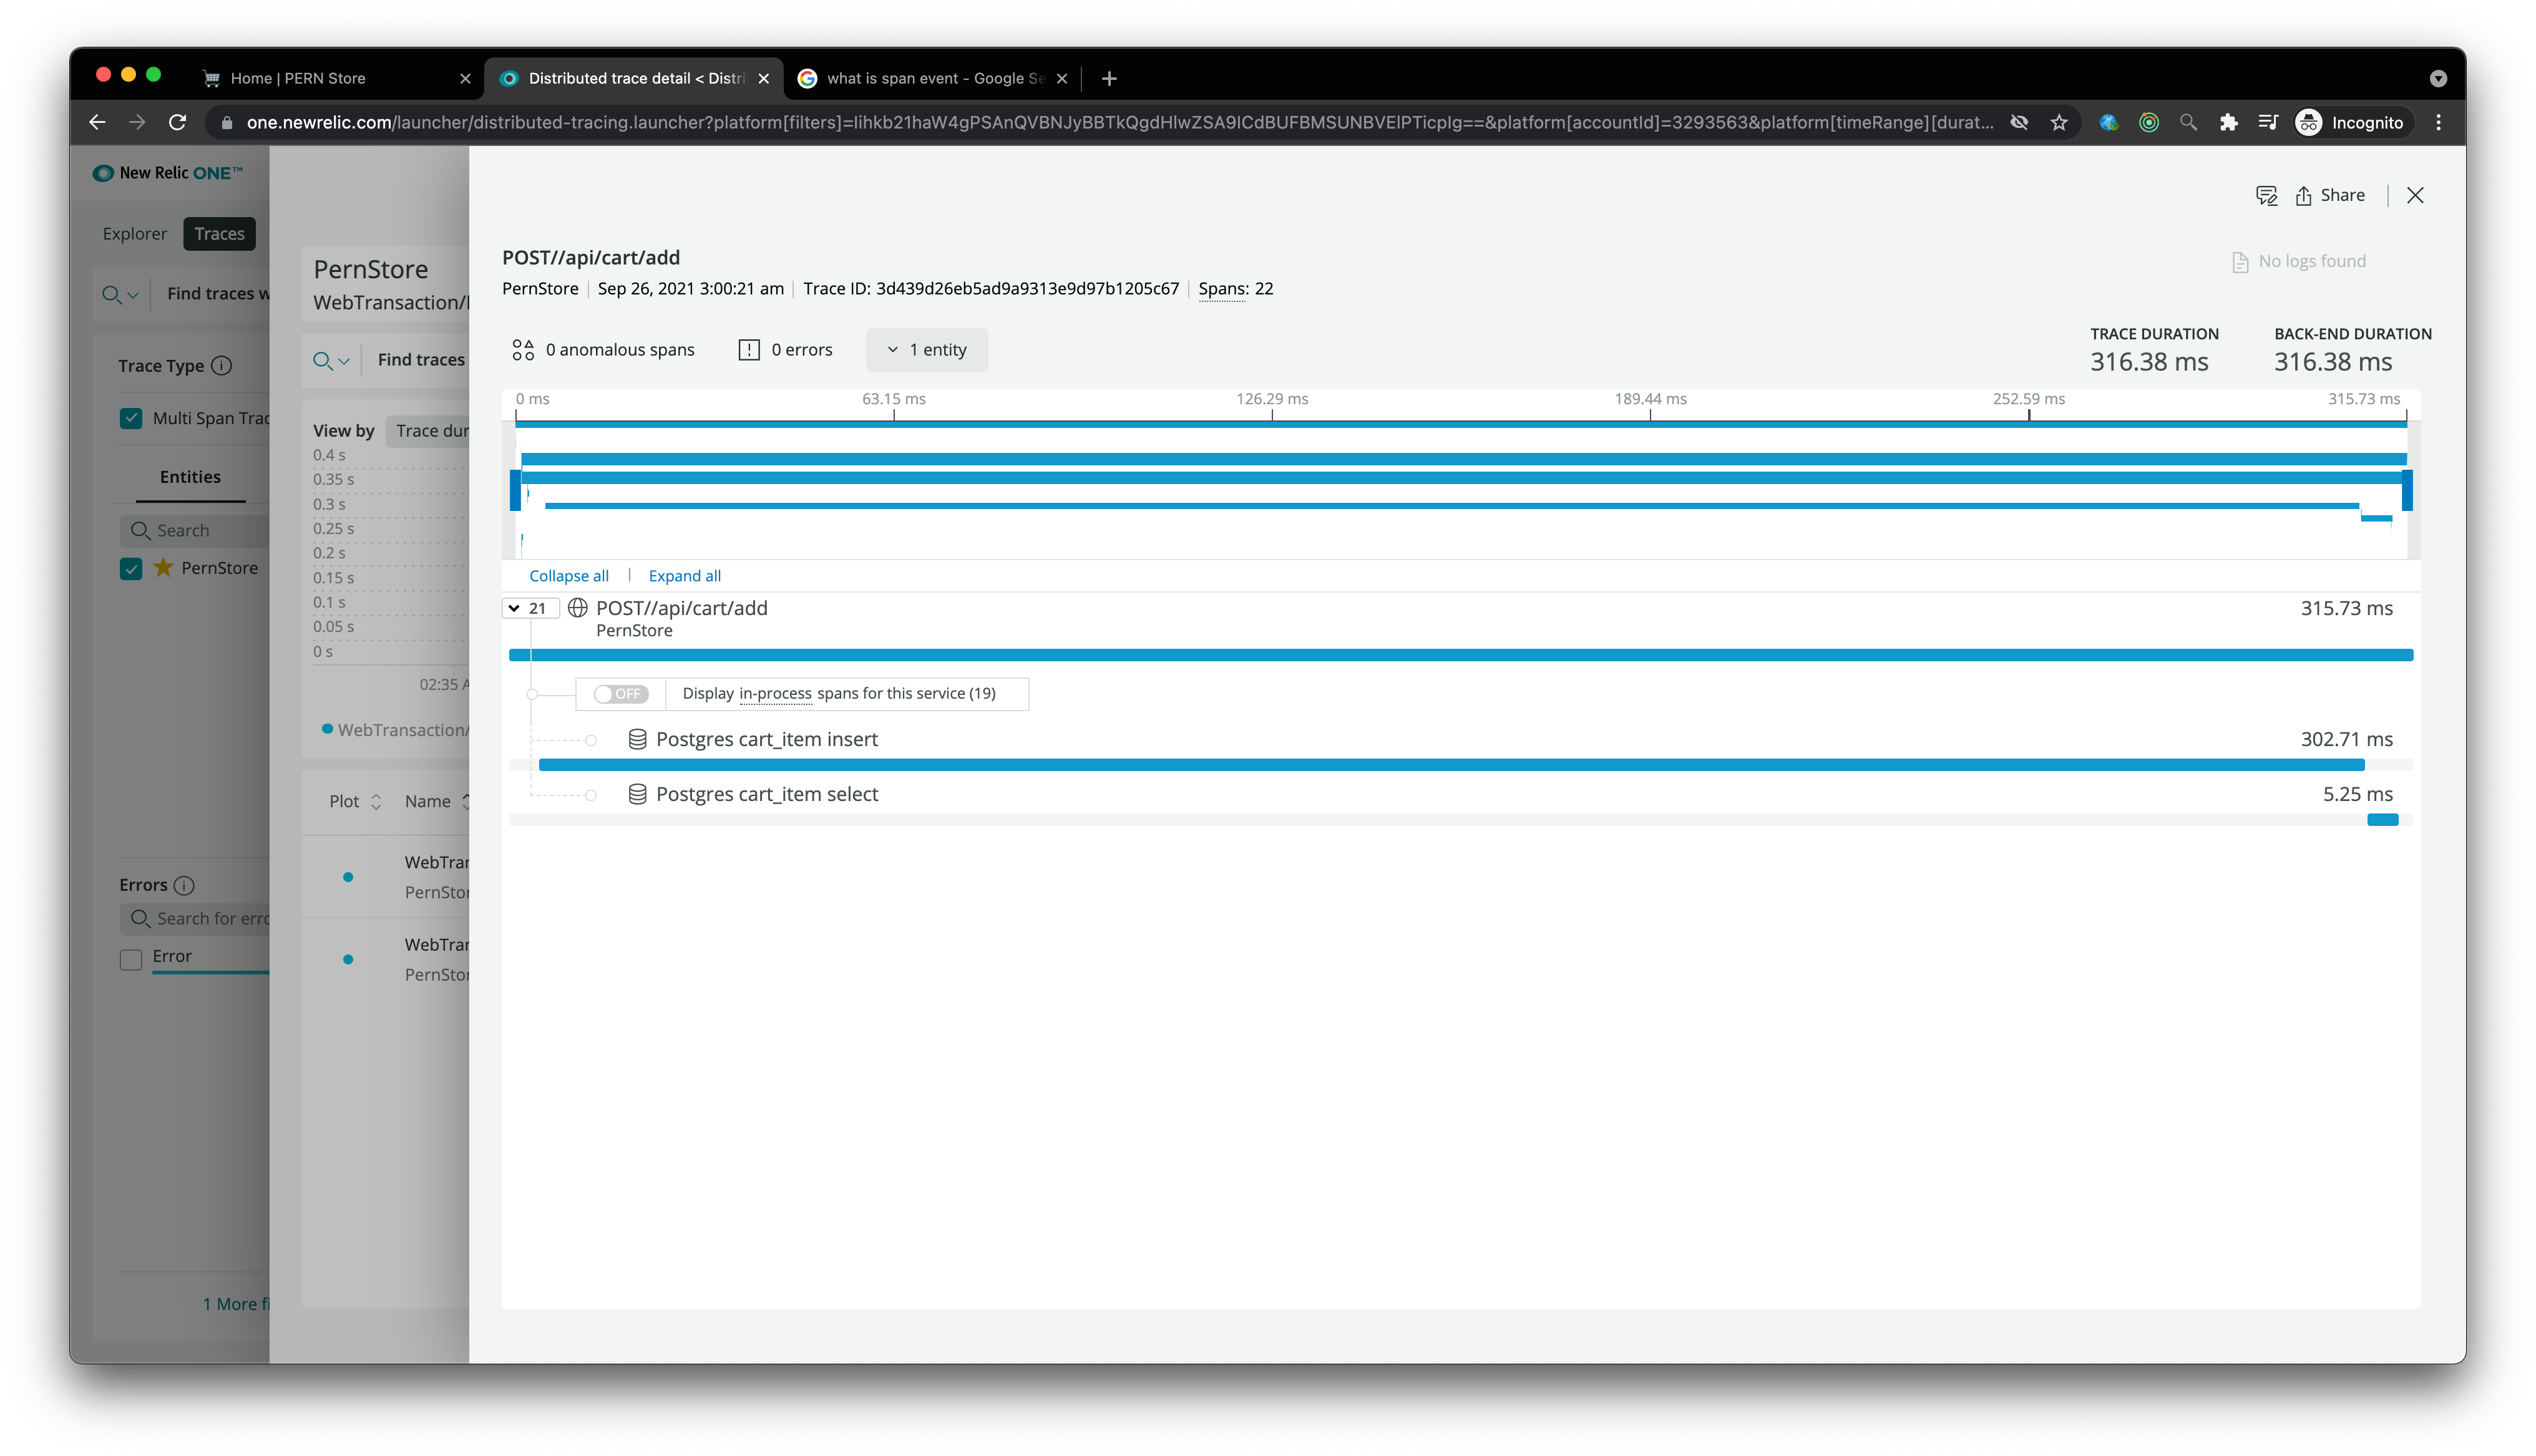 Home | PERN Store
Distributed trace detail < Distri
what is span event - Google Se
one.newrelic.com/launcher/distributed-tracing.launcher?platform[filters]=Iihkb21haW4gPSAnQVBNJyBBTkQgdHlwZSA9ICdBUFBMSUNBVElPTicpIg==&platform[accountId]=3293563&platform[timeRange][durat...
Incognito
New Relic ONE™
Explorer
Traces
Find traces w
Trace Type
Multi Span Trac
Entities
Search
PernStore
Errors
Search for erro
Error
1 More fi
PernStore
WebTransaction/
Find traces
View by
Trace dur
0.4 s
0.35 s
0.3 s
0.25 s
0.2 s
0.15 s
0.1 s
0.05 s
0 s
02:35 A
WebTransaction/
Plot
Name
WebTran
PernStor
WebTran
PernStor
Share
POST//api/cart/add
No logs found
PernStore | Sep 26, 2021 3:00:21 am | Trace ID: 3d439d26eb5ad9a9313e9d97b1205c67 | Spans: 22
0 anomalous spans
0 errors
1 entity
TRACE DURATION
316.38 ms
BACK-END DURATION
316.38 ms
0 ms 63.15 ms 126.29 ms 189.44 ms 252.59 ms 315.73 ms
Collapse all | Expand all
21 POST//api/cart/add 315.73 ms
PernStore
OFF Display in-process spans for this service (19)
Postgres cart_item insert 302.71 ms
Postgres cart_item select 5.25 ms